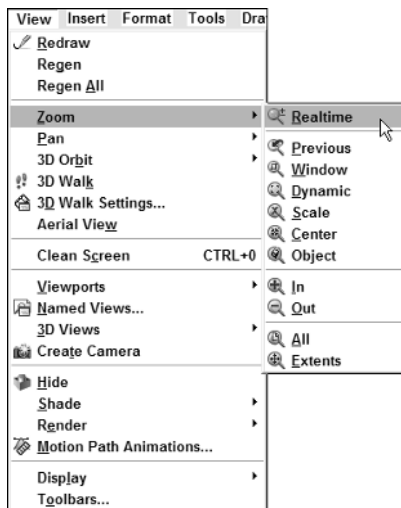 View Insert Format Tools Dra
Redraw
Regen
Regen All
Zoom
Pan
3D Orbit
3D Walk
3D Walk Settings...
Aerial View
Clean Screen CTRL+0
Viewports
Named Views...
3D Views
Create Camera
Hide
Shade
Render
Motion Path Animations...
Display
Toolbars...
Realtime
Previous
Window
Dynamic
Scale
Center
Object
In
Out
All
Extents